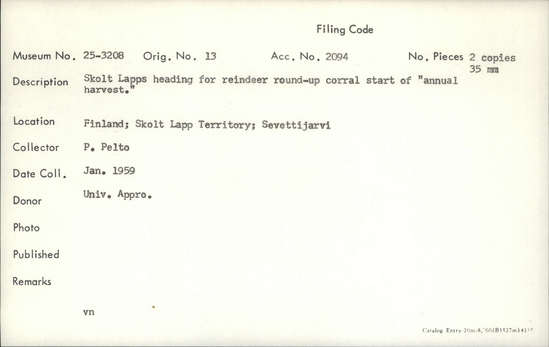 Filing Code
Museum No. 25-3208 Orig. No. 13 Acc. No. 2094 No. Pieces 2 copies
35 mm
Description Skolt Lapps heading for reindeer round-up corral start of "annual
harvest."
Location Finland; Skolt Lapp Territory; Sevettijarvi
Collector P. Pelto
Date Coll. Jan. 1959
Donor Univ. Appro.
Photo
Published
Remarks
vn
Catalog Entry